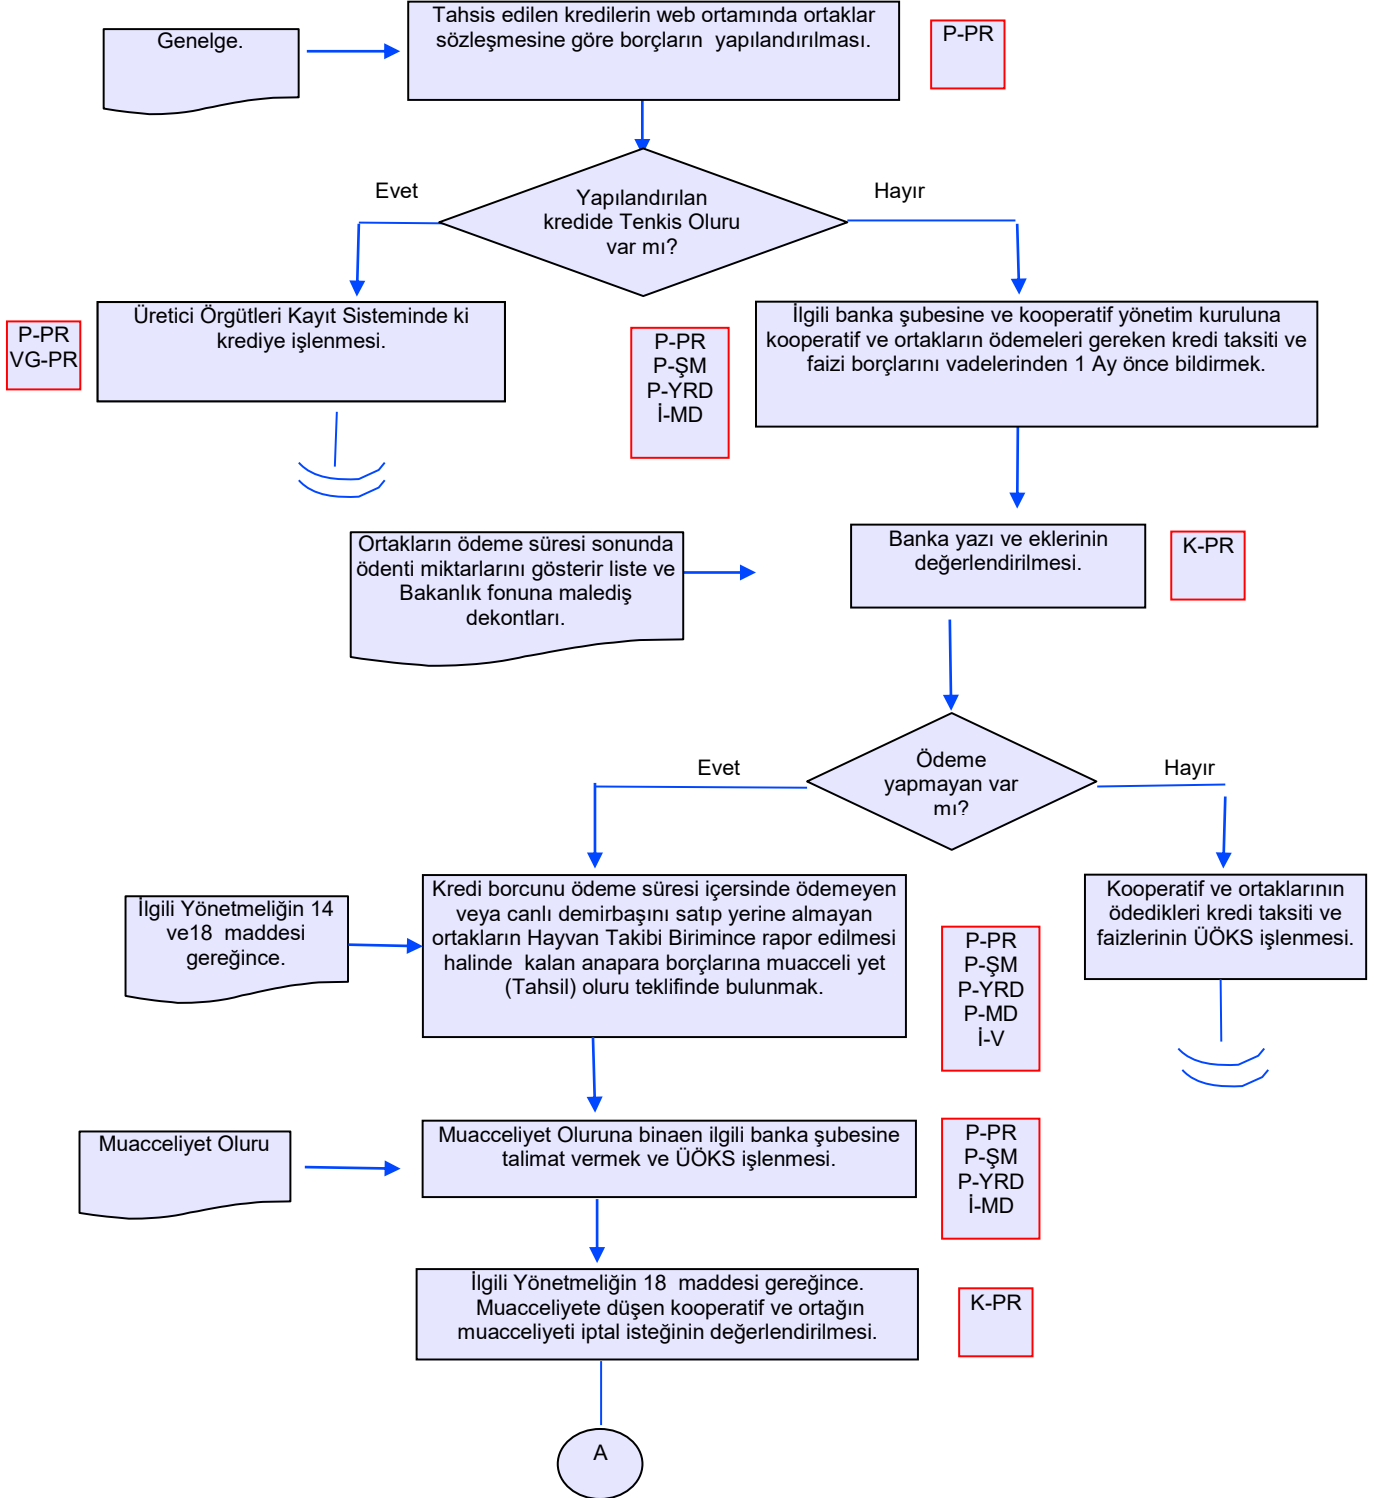 Genelge.
Tahsis edilen kredilerin web ortamında ortaklar
sözleşmesine göre borçların  yapılandırılması.
P-PR
Evet
Yapılandırılan
kredide Tenkis Oluru
var mı?
Hayır
P-PR
VG-PR
Üretici Örgütleri Kayıt Sisteminde ki
krediye işlenmesi.
P-PR
P-ŞM
P-YRD
İ-MD
İlgili banka şubesine ve kooperatif yönetim kuruluna
kooperatif ve ortakların ödemeleri gereken kredi taksiti ve
faizi borçlarını vadelerinden 1 Ay önce bildirmek.
Ortakların ödeme süresi sonunda
ödenti miktarlarını gösterir liste ve
Bakanlık fonuna malediş
dekontları.
Banka yazı ve eklerinin
değerlendirilmesi.
K-PR
Evet
Ödeme
yapmayan var
mı?
Hayır
İlgili Yönetmeliğin 14
ve18  maddesi
gereğince.
Kredi borcunu ödeme süresi içersinde ödemeyen
veya canlı demirbaşını satıp yerine almayan
ortakların Hayvan Takibi Birimince rapor edilmesi
halinde  kalan anapara borçlarına muacceli yet
(Tahsil) oluru teklifinde bulunmak.
P-PR
P-ŞM
P-YRD
P-MD
İ-V
Kooperatif ve ortaklarının
ödedikleri kredi taksiti ve
faizlerinin ÜÖKS işlenmesi.
Muacceliyet Oluru
Muacceliyet Oluruna binaen ilgili banka şubesine
talimat vermek ve ÜÖKS işlenmesi.
P-PR
P-ŞM
P-YRD
İ-MD
İlgili Yönetmeliğin 18  maddesi gereğince.
Muacceliyete düşen kooperatif ve ortağın
muacceliyeti iptal isteğinin değerlendirilmesi.
K-PR
A